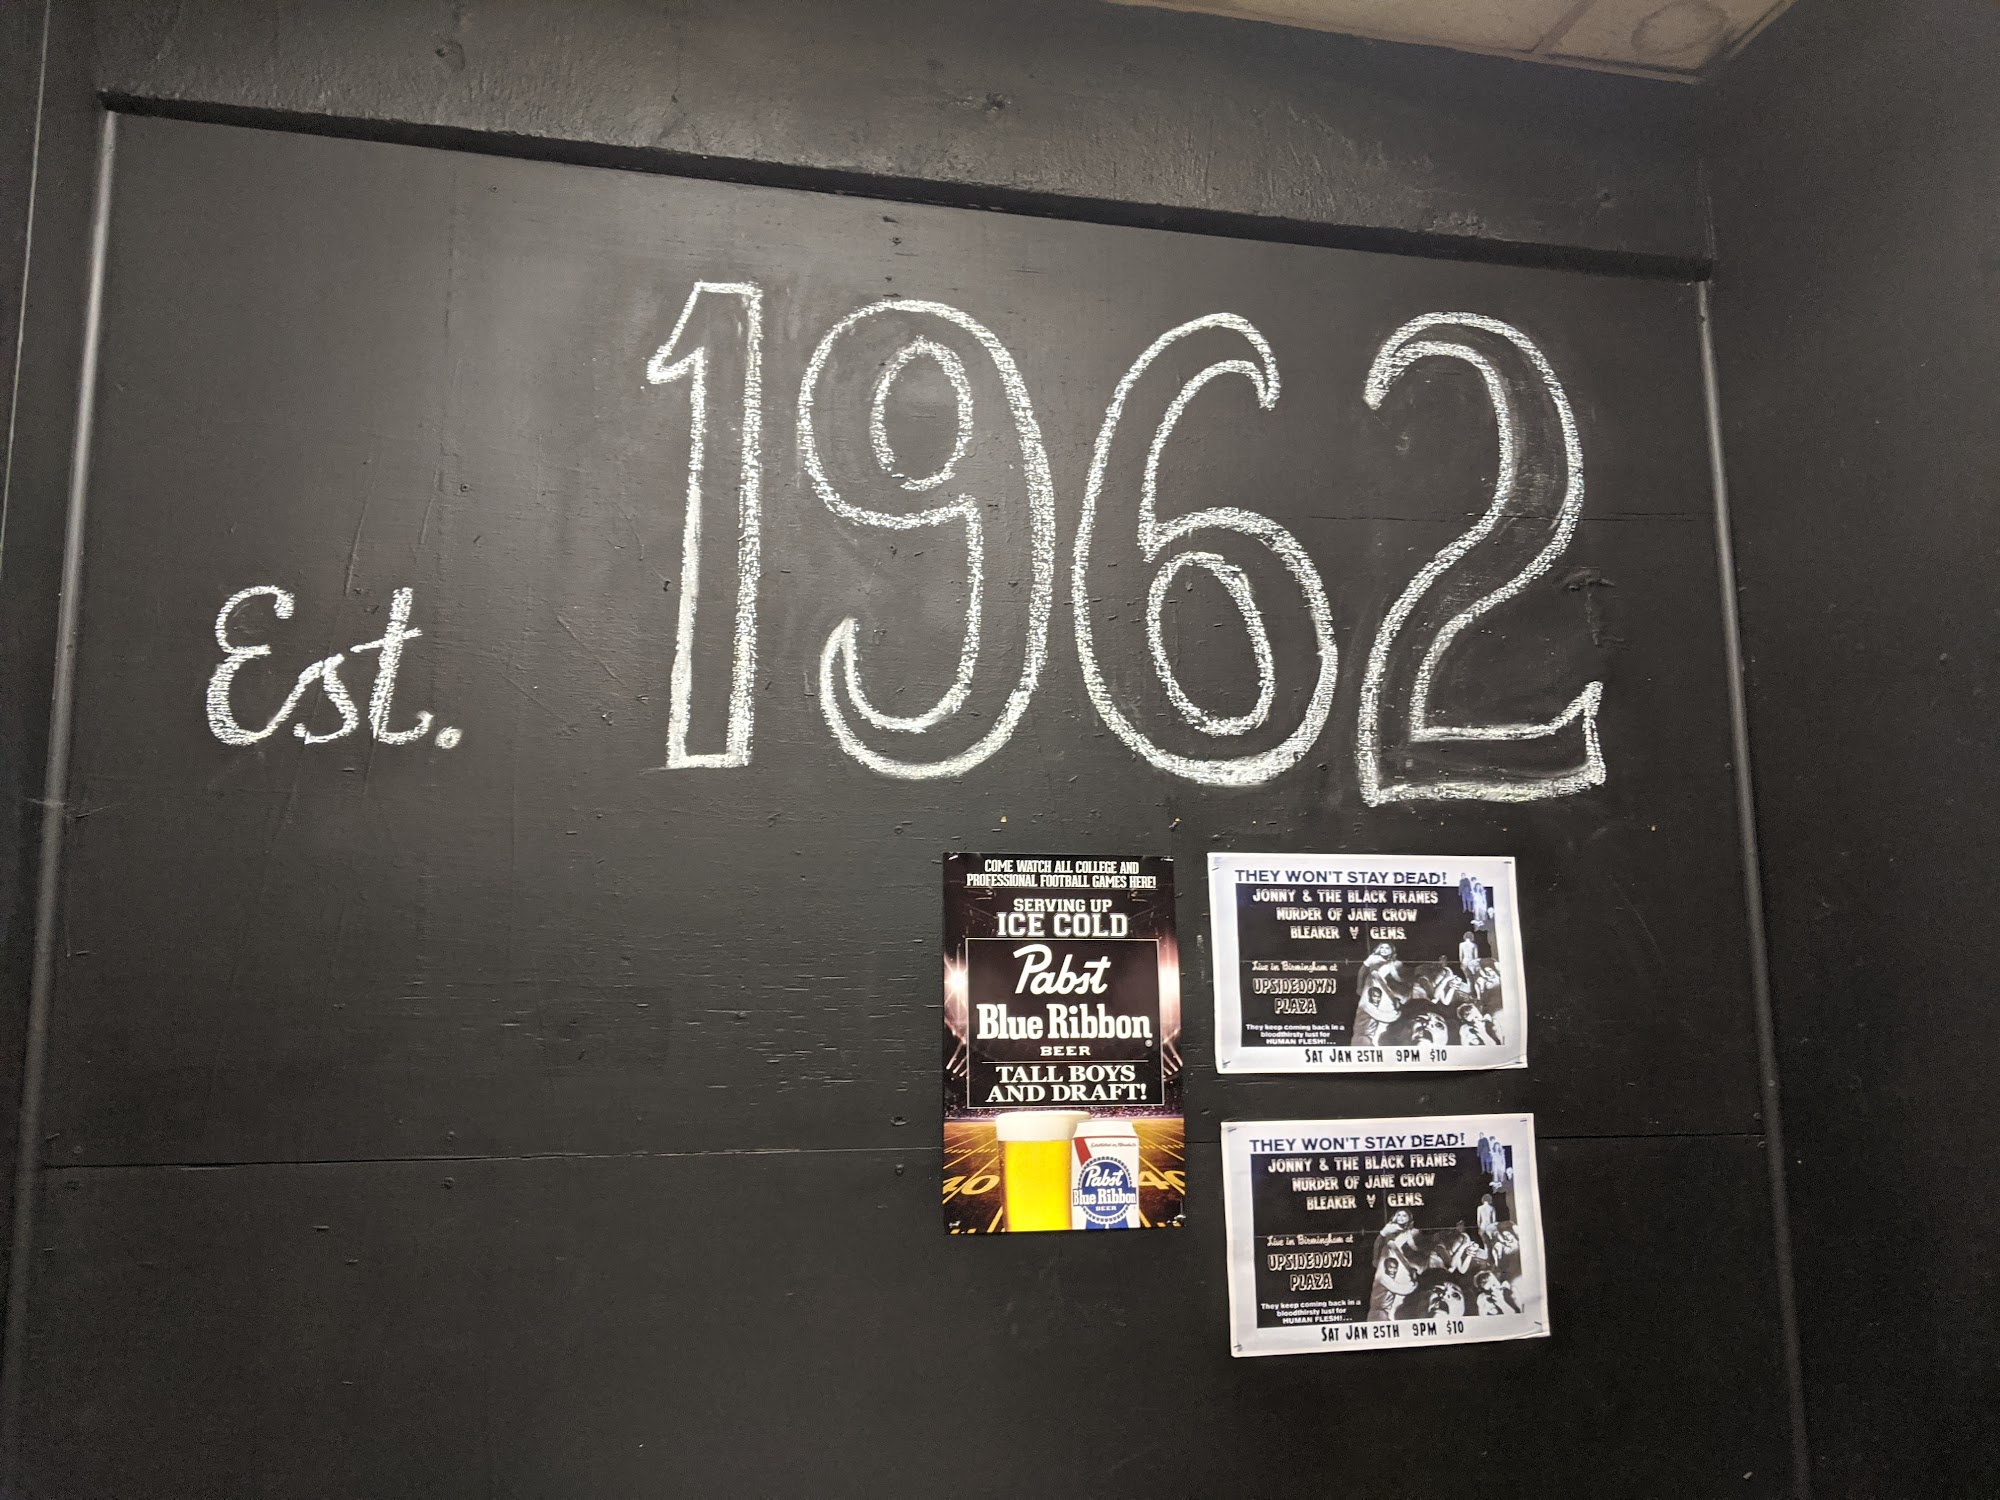 Est. 1962
COME WATCH ALL COLLEGE AND
PROFESSIONAL FOOTBALL GAMES HERE!
SERVING UP
ICE COLD
Pabst
Blue Ribbon®
BEER
TALL BOYS
AND DRAFT!
40
40
Pabst
Blue Ribbon
BEER
THEY WON'T STAY DEAD!
JONNY & THE BLACK FRAMES
MURDER OF JANE CROW
BLEAKER GEMS.
Live in Birmingham at
UPSIDEDOWN
PLAZA
They keep coming back in a
bloodthirsty lust for
HUMAN FLESH!...
SAT JAN 25TH 9PM $10
THEY WON'T STAY DEAD!
JONNY & THE BLACK FRAMES
MURDER OF JANE CROW
BLEAKER GEMS.
Live in Birmingham at
UPSIDEDOWN
PLAZA
They keep coming back in a
bloodthirsty lust for
HUMAN FLESH!...
SAT JAN 25TH 9PM $10